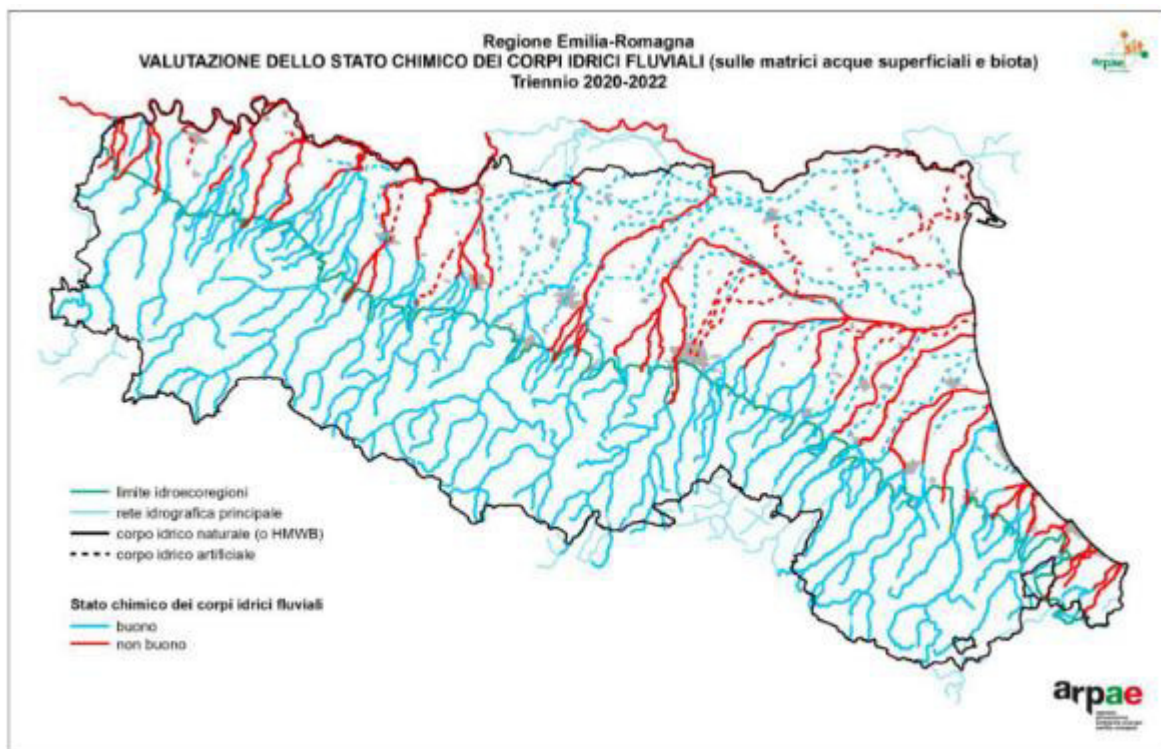 Regione Emilia-Romagna
VALUTAZIONE DELLO STATO CHIMICO DEI CORPI IDRICI FLUVIALI (sulle matrici acque superficiali e biota)
Triennio 2020-2022
sit
arpae
limite idroecoregioni
rete idrografica principale
corpo idrico naturale (o HMWB)
corpo idrico artificiale
Stato chimico dei corpi idrici fluviali
buono
non buono
arpae